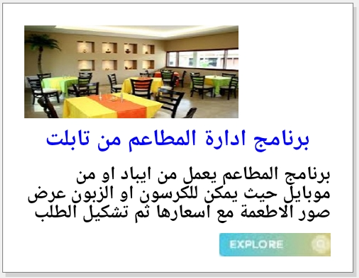 برنامج ادارة المطاعم من تابلت
برنامج المطاعم يعمل من ايباد او من
موبايل حيث يمكن للكرسون او الزبون عرض
صور الاطعمة مع اسعارها ثم تشكيل الطلب
EXPLORE